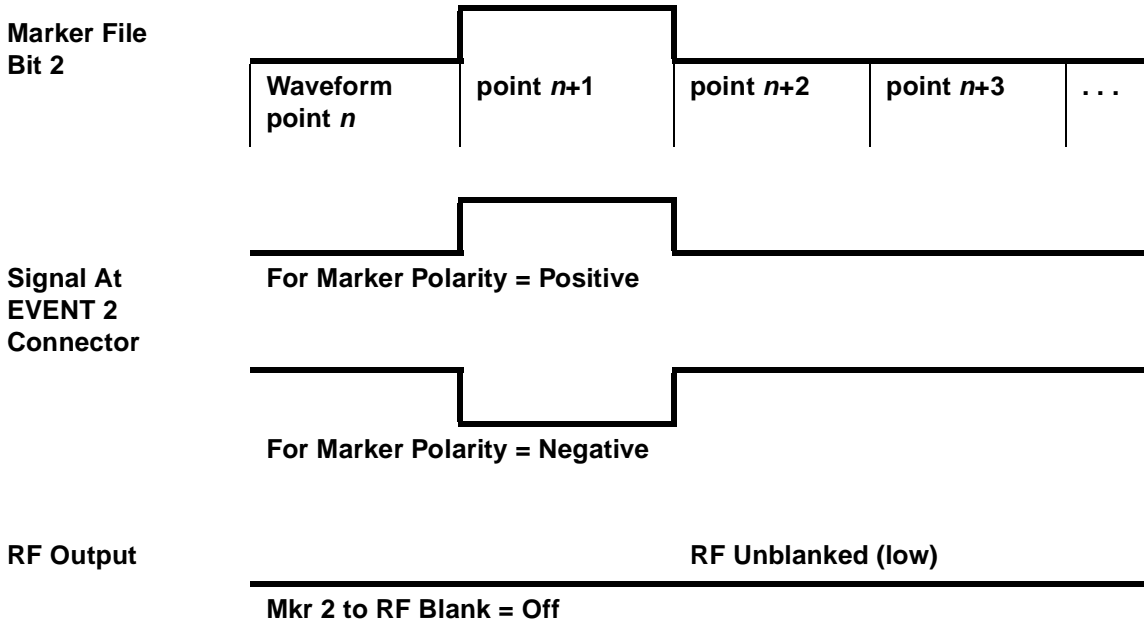 Marker File
Bit 2
Waveform
point n
point n+1
point n+2
point n+3
. . .
Signal At
EVENT 2
Connector
For Marker Polarity = Positive
For Marker Polarity = Negative
RF Output
RF Unblanked (low)
Mkr 2 to RF Blank = Off